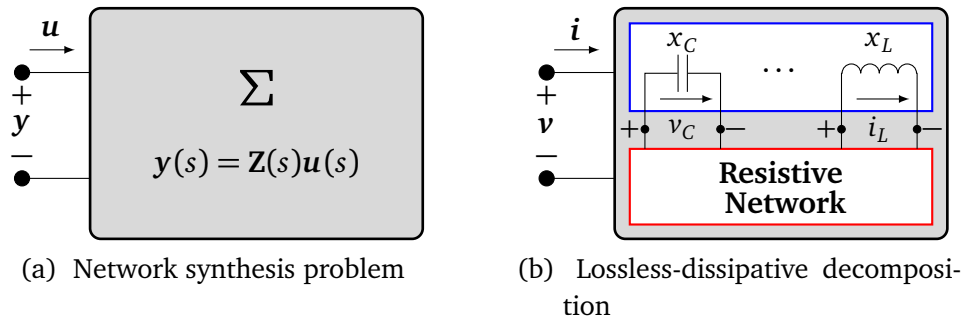 u
+
y
−
Σ
y(s) = Z(s)u(s)
(a) Network synthesis problem
i
+
v
−
x_C
...
x_L
+ v_C −
+ i_L −
Resistive
Network
(b) Lossless-dissipative decomposi-
tion